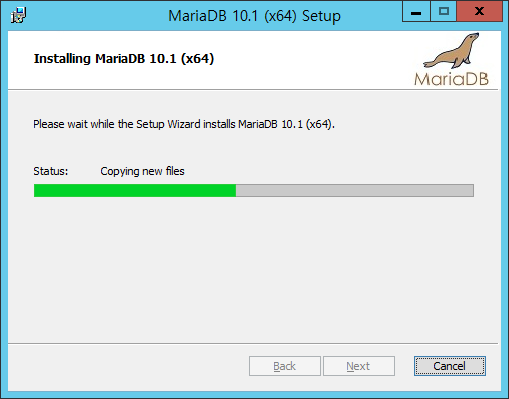 MariaDB 10.1 (x64) Setup
Installing MariaDB 10.1 (x64)
MariaDB
Please wait while the Setup Wizard installs MariaDB 10.1 (x64).
Status: Copying new files
Back Next Cancel